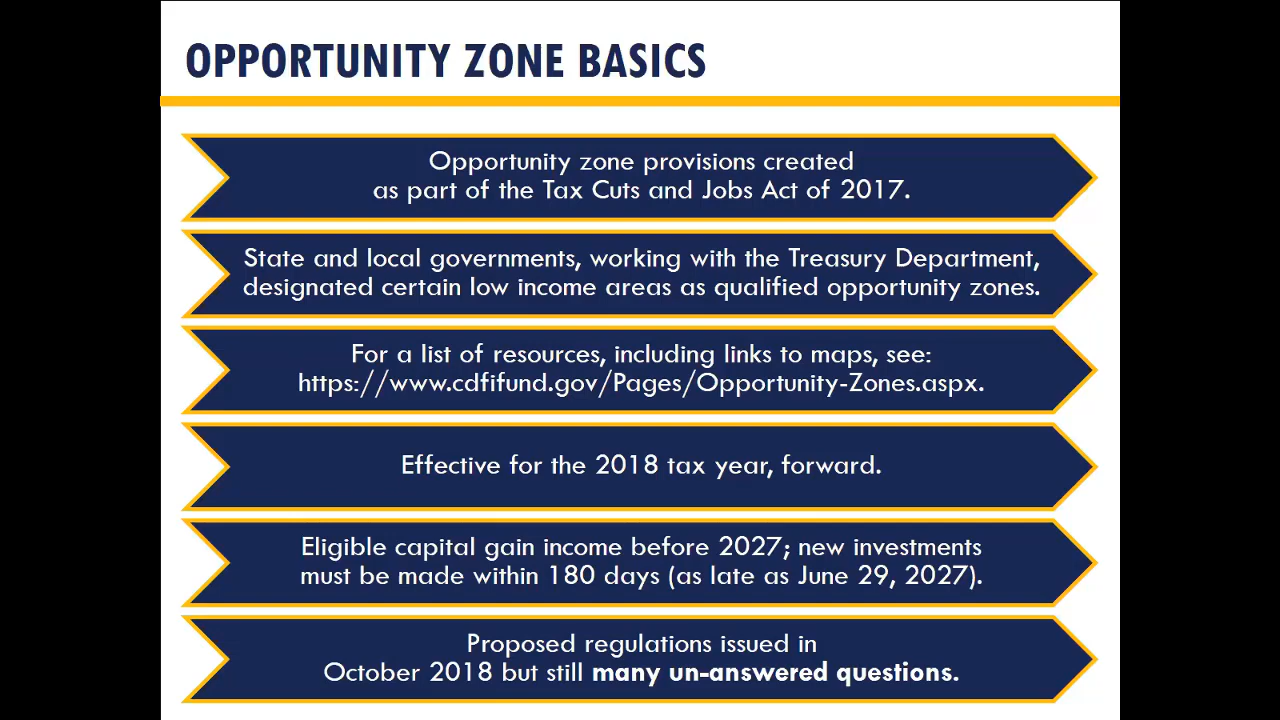 OPPORTUNITY ZONE BASICS
Opportunity zone provisions created
as part of the Tax Cuts and Jobs Act of 2017.
State and local governments, working with the Treasury Department,
designated certain low income areas as qualified opportunity zones.
For a list of resources, including links to maps, see:
https://www.cdfifund.gov/Pages/Opportunity-Zones.aspx.
Effective for the 2018 tax year, forward.
Eligible capital gain income before 2027; new investments
must be made within 180 days (as late as June 29, 2027).
Proposed regulations issued in
October 2018 but still many un-answered questions.